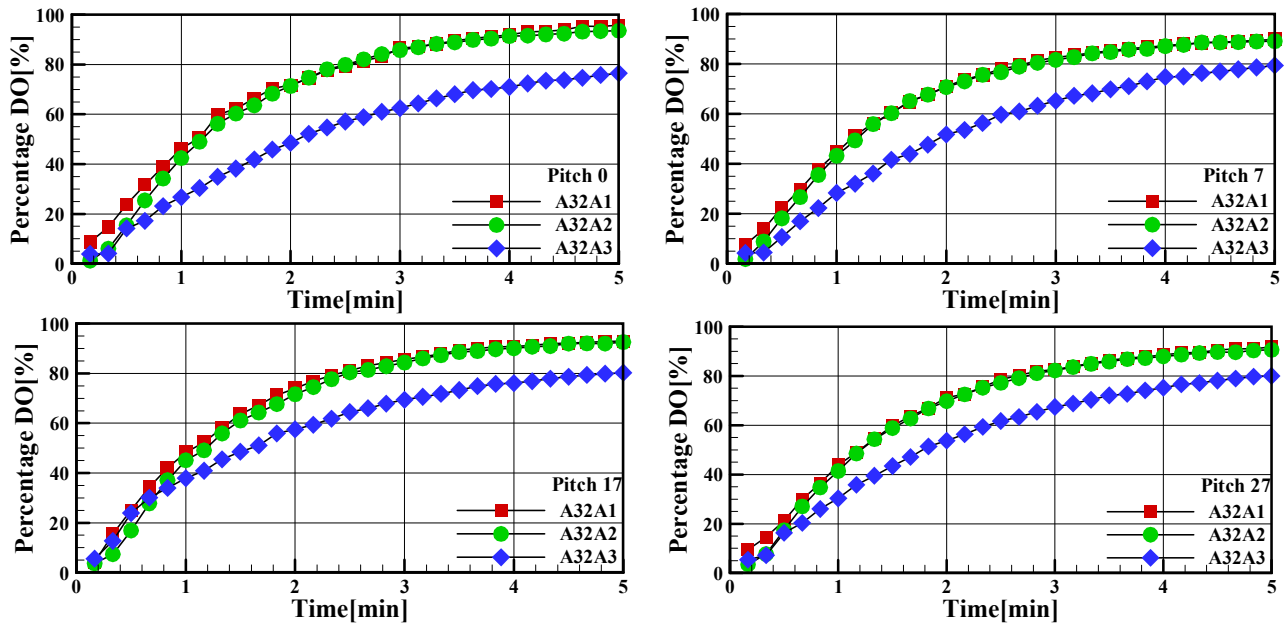 Percentage DO[%]
100
80
60
40
20
0
Pitch 0
A32A1
A32A2
A32A3
0
1
2
3
4
5
Time[min]
Percentage DO[%]
100
80
60
40
20
0
Pitch 7
A32A1
A32A2
A32A3
0
1
2
3
4
5
Time[min]
Percentage DO[%]
100
80
60
40
20
0
Pitch 17
A32A1
A32A2
A32A3
0
1
2
3
4
5
Time[min]
Percentage DO[%]
100
80
60
40
20
0
Pitch 27
A32A1
A32A2
A32A3
0
1
2
3
4
5
Time[min]